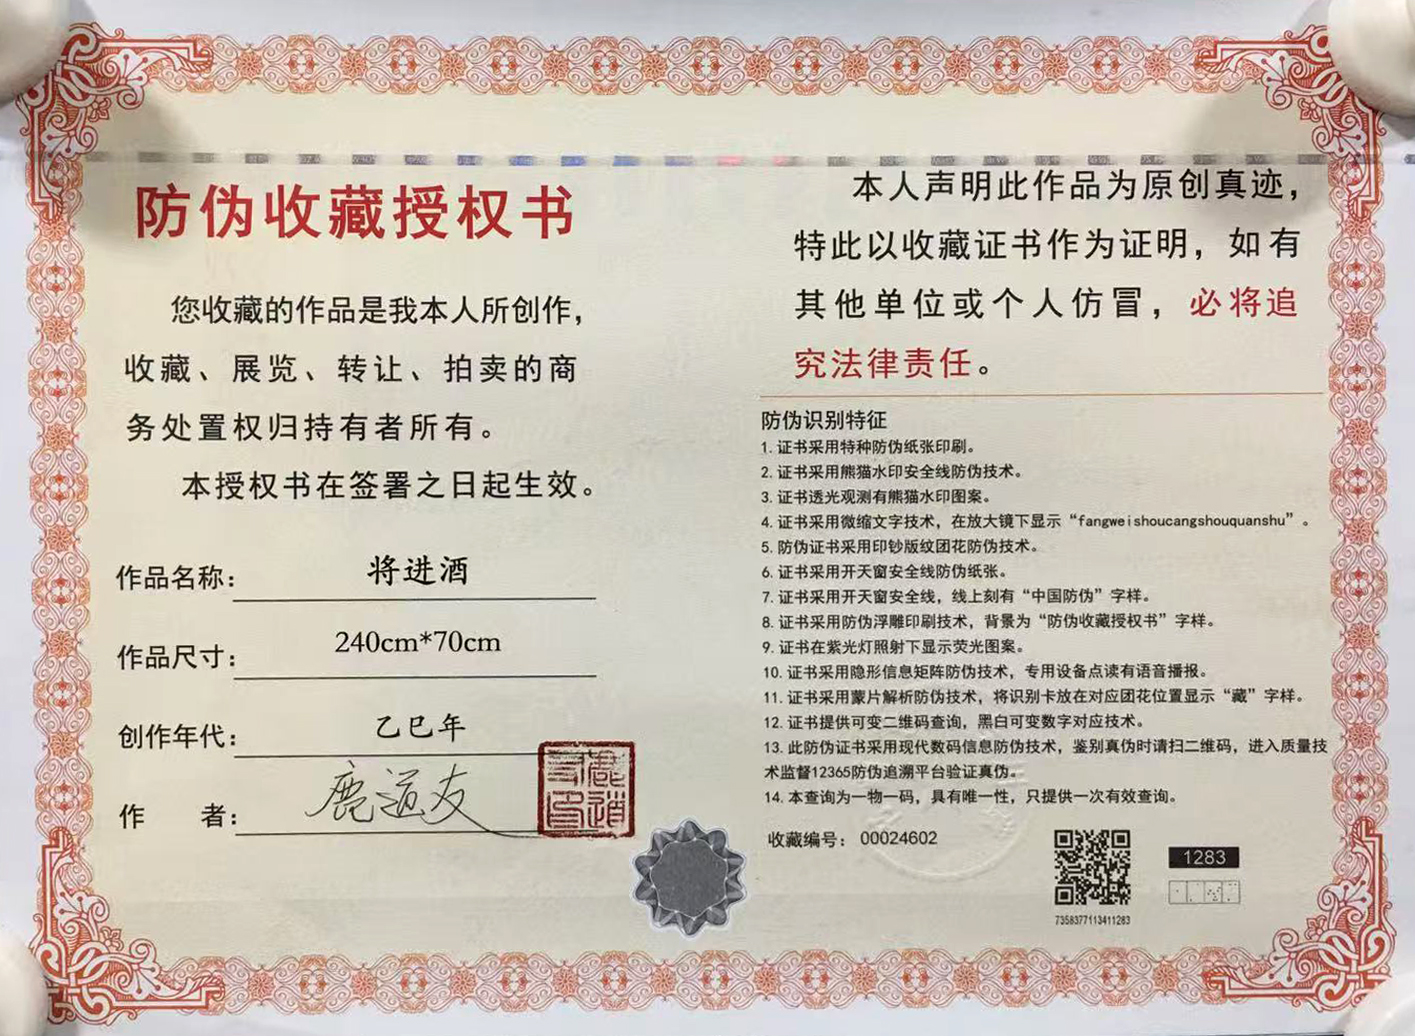 防伪收藏授权书
您收藏的作品是我本人所创作，
收藏、展览、转让、拍卖的商
务处置权归持有者所有。
本授权书在签署之日起生效。
作品名称：将进酒
作品尺寸：240cm*70cm
创作年代：乙巳年
作者：鹿道友
本人声明此作品为原创真迹，
特此以收藏证书作为证明，如有
其他单位或个人仿冒，必将追
究法律责任。
防伪识别特征
1. 证书采用特种防伪纸张印刷。
2. 证书采用熊猫水印安全线防伪技术。
3. 证书透光观测有熊猫水印图案。
4. 证书采用微缩文字技术，在放大镜下显示“fangweishoucangshouquanshu”。
5. 防伪证书采用印钞版纹团花防伪技术。
6. 证书采用开天窗安全线防伪纸张。
7. 证书采用开天窗安全线，线上刻有“中国防伪”字样。
8. 证书采用防伪浮雕印刷技术，背景为“防伪收藏授权书”字样。
9. 证书在紫光灯照射下显示荧光图案。
10. 证书采用隐形信息矩阵防伪技术，专用设备点读有语音播报。
11. 证书采用蒙片解析防伪技术，将识别卡放在对应团花位置显示“藏”字样。
12. 证书提供可变二维码查询，黑白可变数字对应技术。
13. 此防伪证书采用现代数码信息防伪技术，鉴别真伪时请扫二维码，进入质量技
术监督12365防伪追溯平台验证真伪。
14. 本查询为一物一码，具有唯一性，只提供一次有效查询。
收藏编号：00024602
1283
7358377113411283